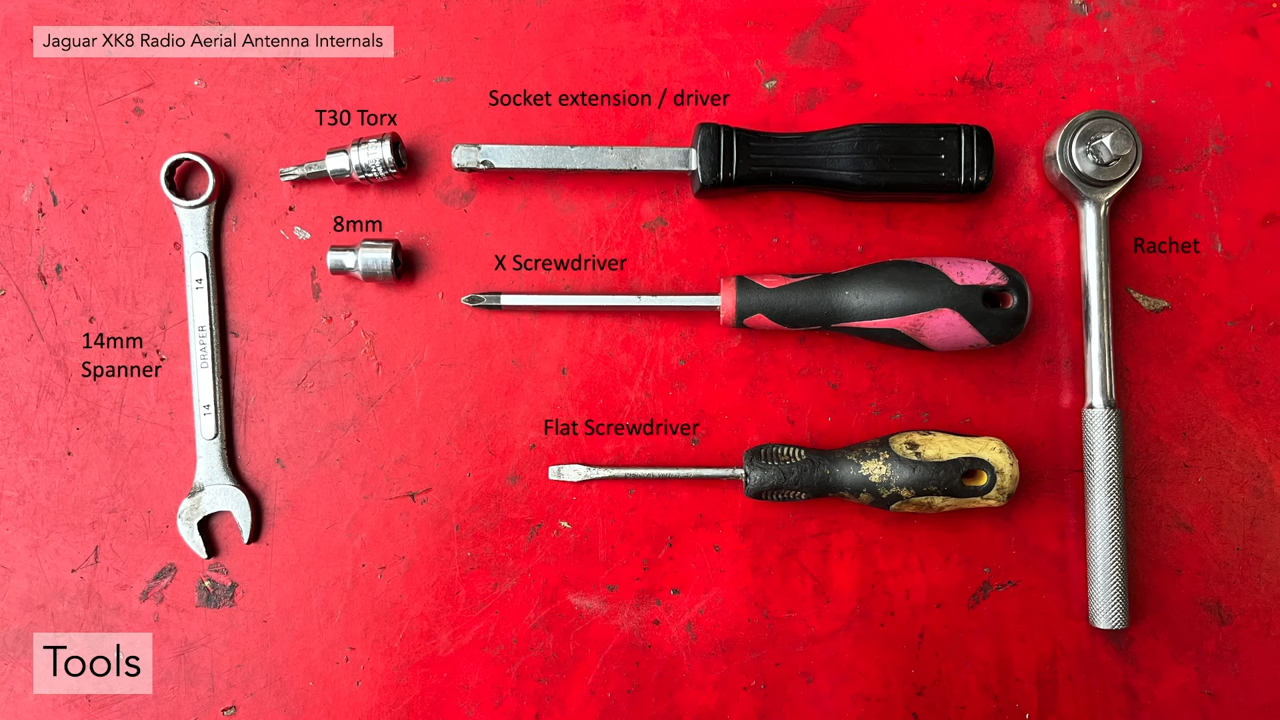 Jaguar XK8 Radio Aerial Antenna Internals
Socket extension / driver
T30 Torx
8mm
X Screwdriver
Rachet
14
DRAPER
14
14mm
Spanner
Flat Screwdriver
Tools